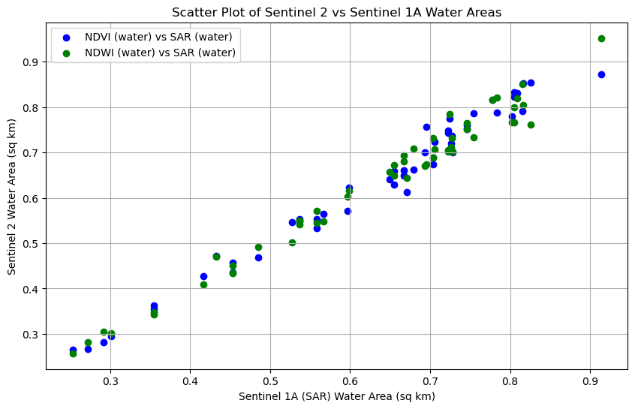 Scatter Plot of Sentinel 2 vs Sentinel 1A Water Areas
NDVI (water) vs SAR (water)
NDWI (water) vs SAR (water)
Sentinel 2 Water Area (sq km)
0.9
0.8
0.7
0.6
0.5
0.4
0.3
0.3 0.4 0.5 0.6 0.7 0.8 0.9
Sentinel 1A (SAR) Water Area (sq km)